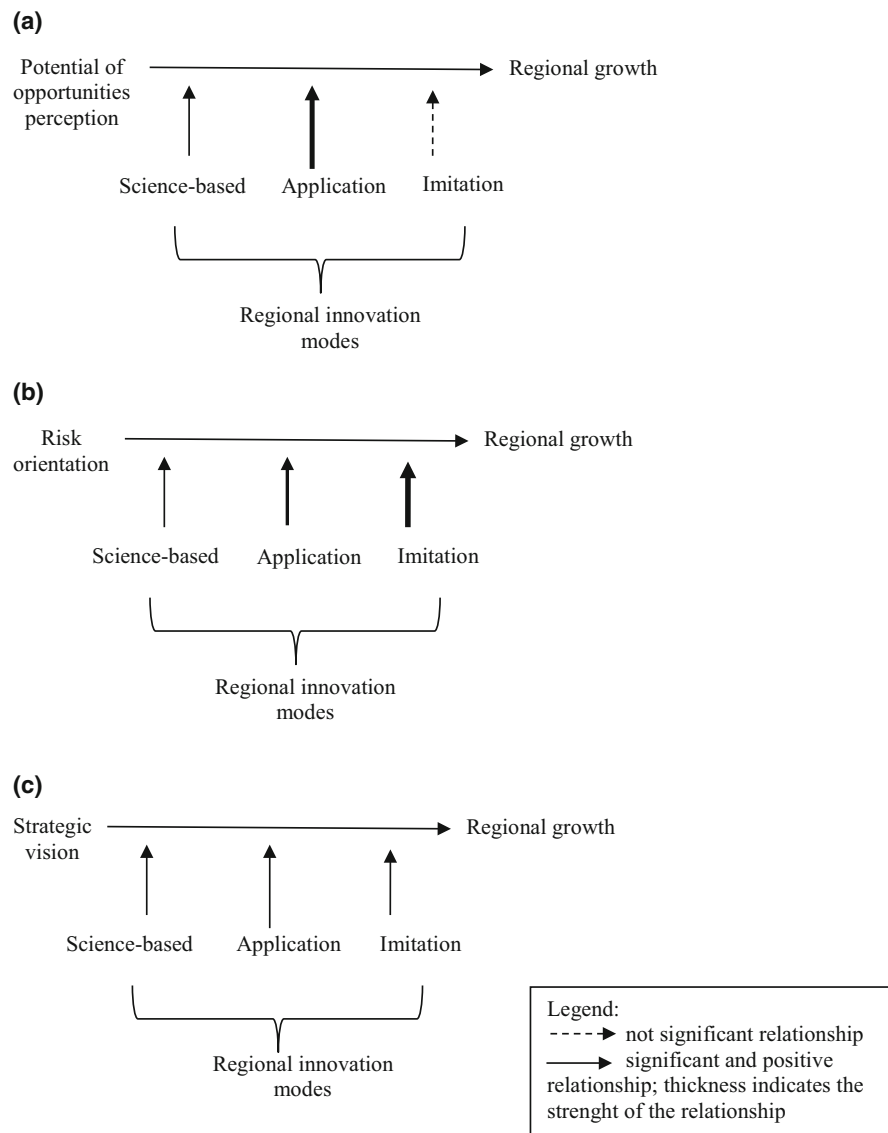 (a)
Potential of
opportunities
perception
Regional growth
Science-based
Application
Imitation
Regional innovation
modes
(b)
Risk
orientation
Regional growth
Science-based
Application
Imitation
Regional innovation
modes
(c)
Strategic
vision
Regional growth
Science-based
Application
Imitation
Regional innovation
modes
Legend:
not significant relationship
significant and positive
relationship; thickness indicates the
strenght of the relationship